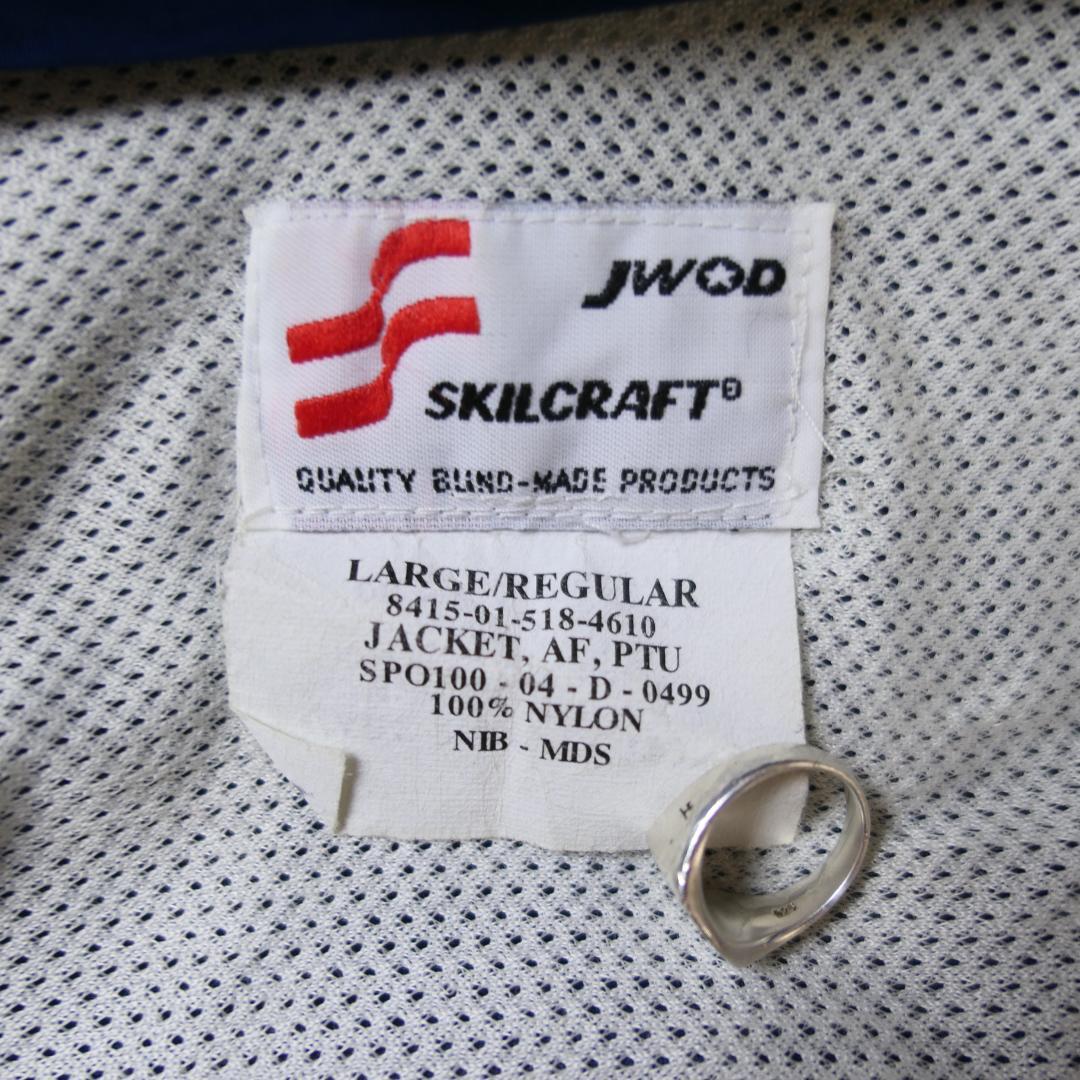 JWOD
SKILCRAFT®
QUALITY BLIND-MADE PRODUCTS
LARGE/REGULAR
8415-01-518-4610
JACKET, AF, PTU
SPO100 - 04 - D - 0499
100% NYLON
NIB - MDS